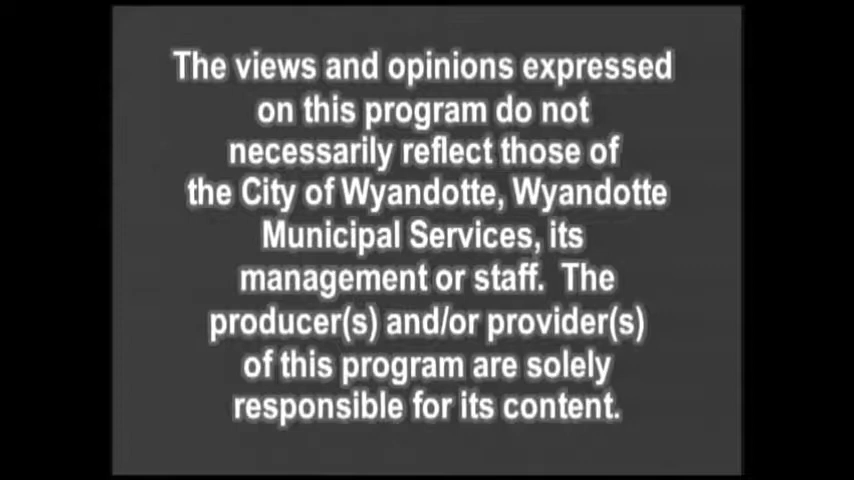 The views and opinions expressed
on this program do not
necessarily reflect those of
the City of Wyandotte, Wyandotte
Municipal Services, its
management or staff.  The
producer(s) and/or provider(s)
of this program are solely
responsible for its content.